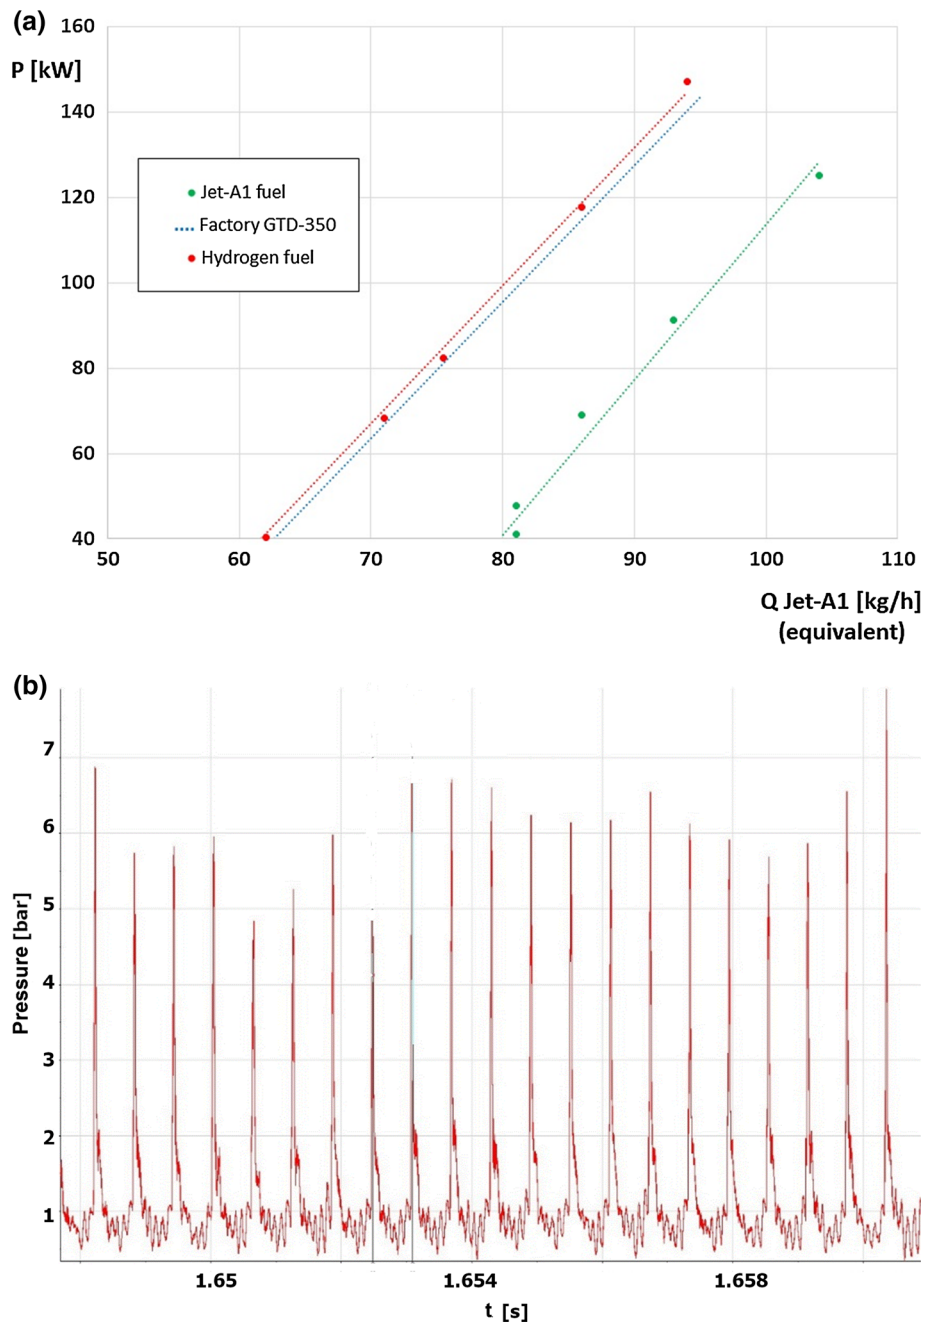 (a)
160
P [kW]
140
120
100
80
60
40
Jet-A1 fuel
Factory GTD-350
Hydrogen fuel
50 60 70 80 90 100 110
Q Jet-A1 [kg/h]
(equivalent)
(b)
7
6
5
4
3
2
1
Pressure [bar]
1.65 1.654 1.658
t [s]